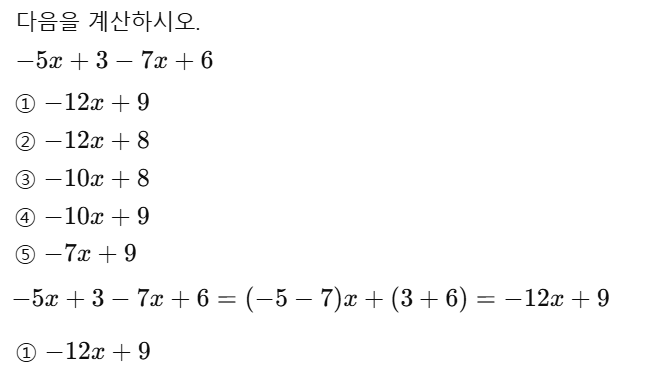 다음을 계산하시오.
−5x + 3 − 7x + 6
① −12x + 9
② −12x + 8
③ −10x + 8
④ −10x + 9
⑤ −7x + 9
−5x + 3 − 7x + 6 = (−5 − 7)x + (3 + 6) = −12x + 9
① −12x + 9